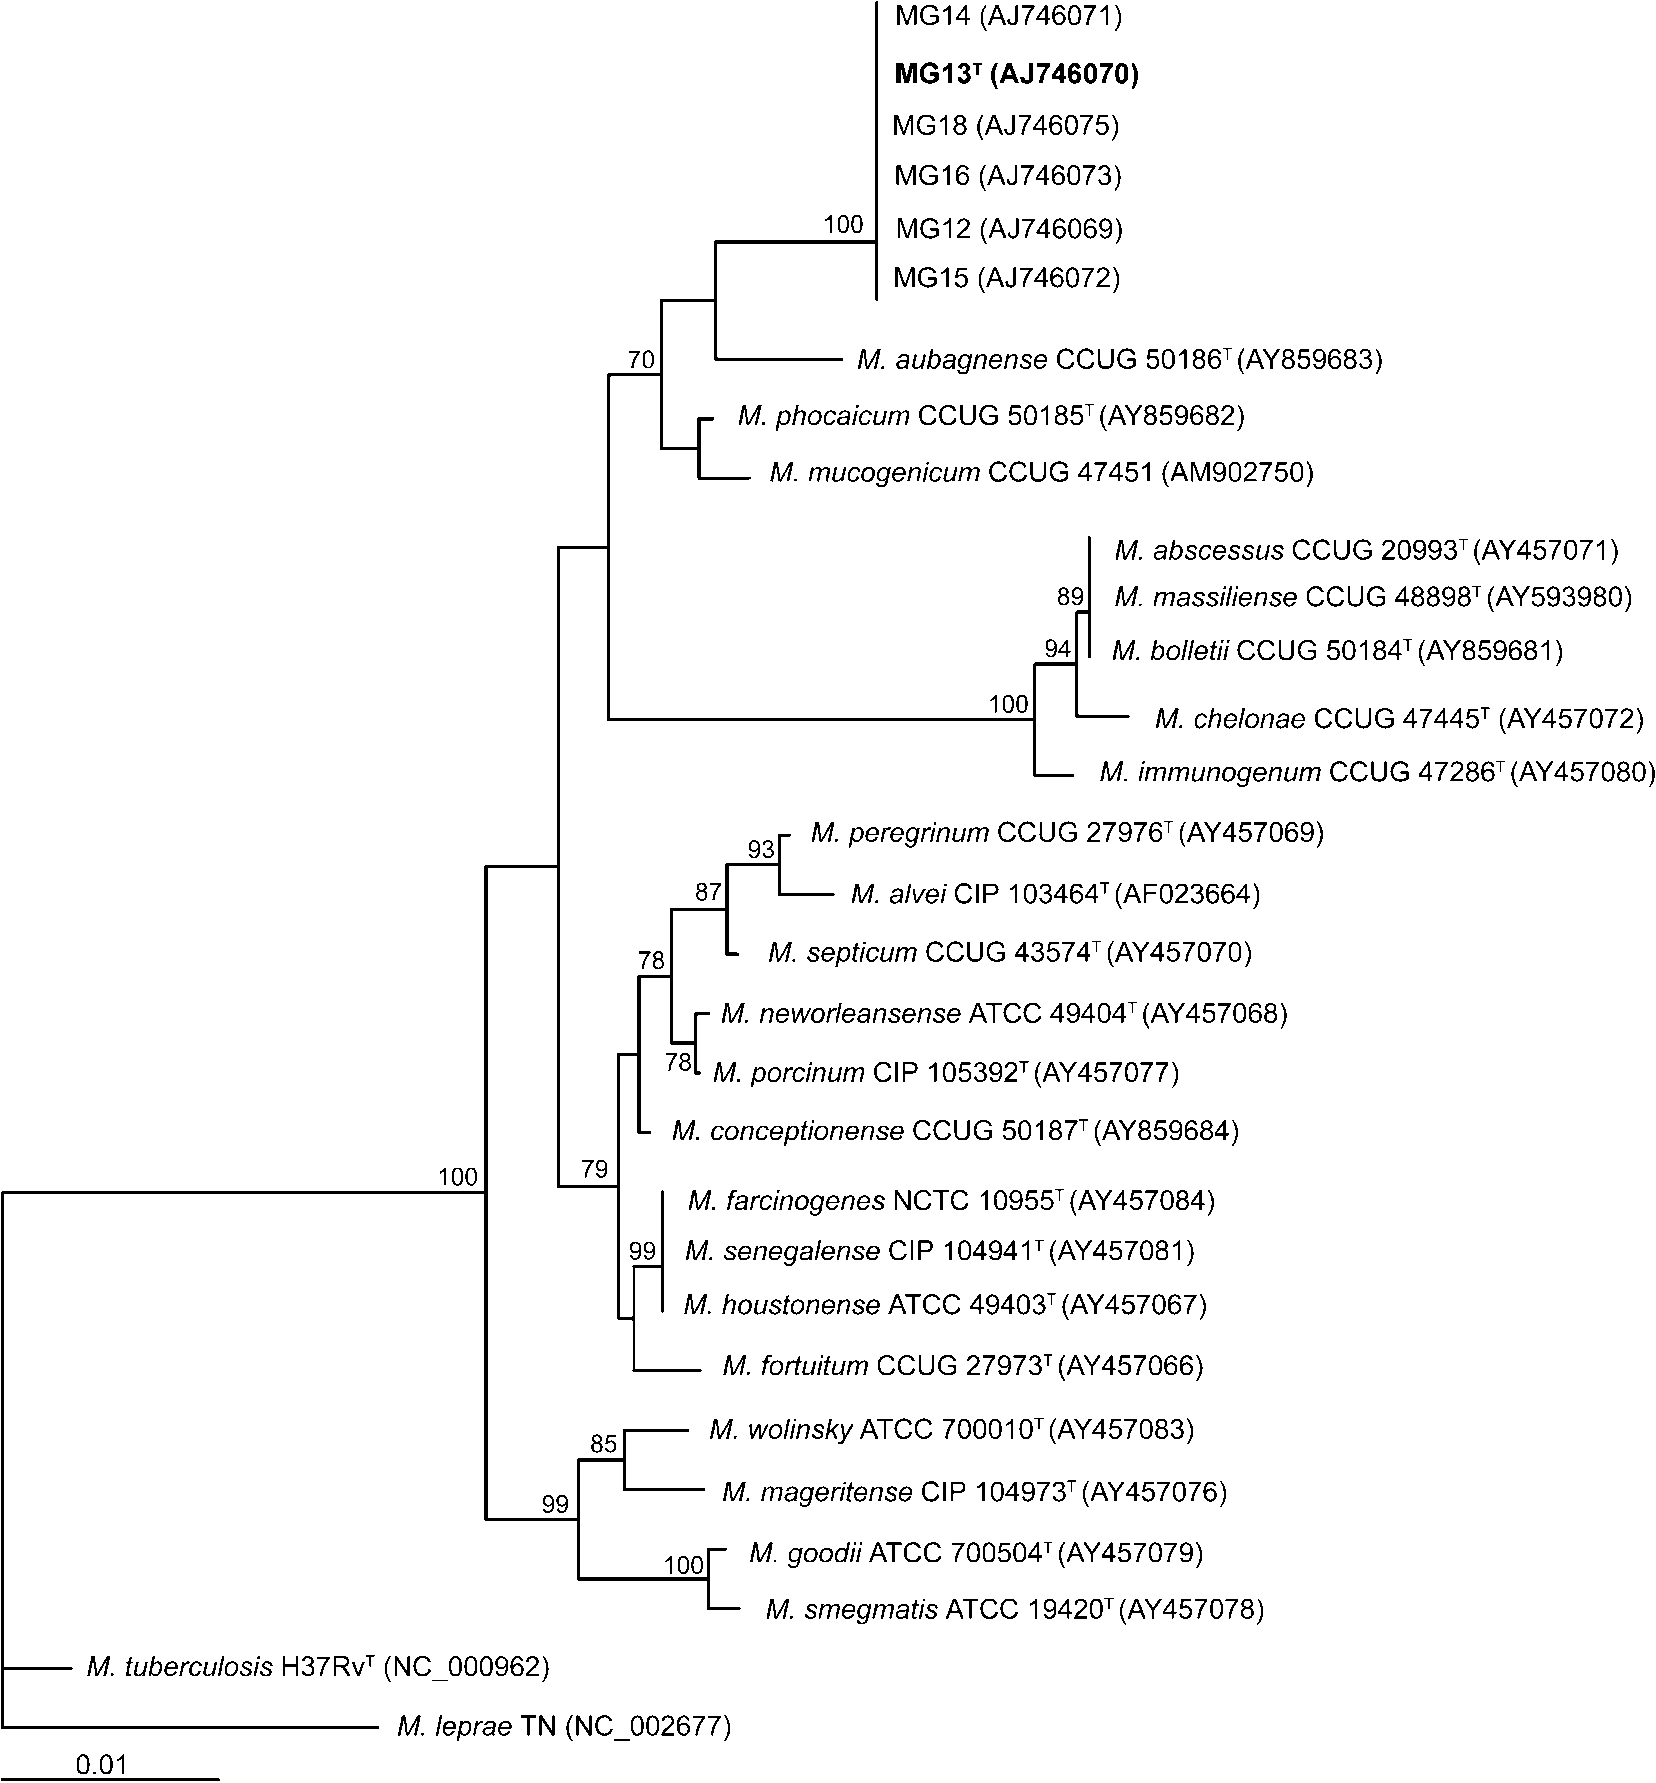 MG14 (AJ746071)
MG13ᵀ (AJ746070)
MG18 (AJ746075)
MG16 (AJ746073)
100 MG12 (AJ746069)
MG15 (AJ746072)
70 M. aubagnense CCUG 50186ᵀ (AY859683)
M. phocaicum CCUG 50185ᵀ (AY859682)
M. mucogenicum CCUG 47451 (AM902750)
M. abscessus CCUG 20993ᵀ (AY457071)
89 M. massiliense CCUG 48898ᵀ (AY593980)
94 M. bolletii CCUG 50184ᵀ (AY859681)
100 M. chelonae CCUG 47445ᵀ (AY457072)
M. immunogenum CCUG 47286ᵀ (AY457080)
M. peregrinum CCUG 27976ᵀ (AY457069)
93
87 M. alvei CIP 103464ᵀ (AF023664)
78 M. septicum CCUG 43574ᵀ (AY457070)
M. neworleansense ATCC 49404ᵀ (AY457068)
78 M. porcinum CIP 105392ᵀ (AY457077)
M. conceptionense CCUG 50187ᵀ (AY859684)
100 79
M. farcinogenes NCTC 10955ᵀ (AY457084)
99 M. senegalense CIP 104941ᵀ (AY457081)
M. houstonense ATCC 49403ᵀ (AY457067)
M. fortuitum CCUG 27973ᵀ (AY457066)
85 M. wolinsky ATCC 700010ᵀ (AY457083)
99 M. mageritense CIP 104973ᵀ (AY457076)
100 M. goodii ATCC 700504ᵀ (AY457079)
M. smegmatis ATCC 19420ᵀ (AY457078)
M. tuberculosis H37Rvᵀ (NC_000962)
M. leprae TN (NC_002677)
0.01